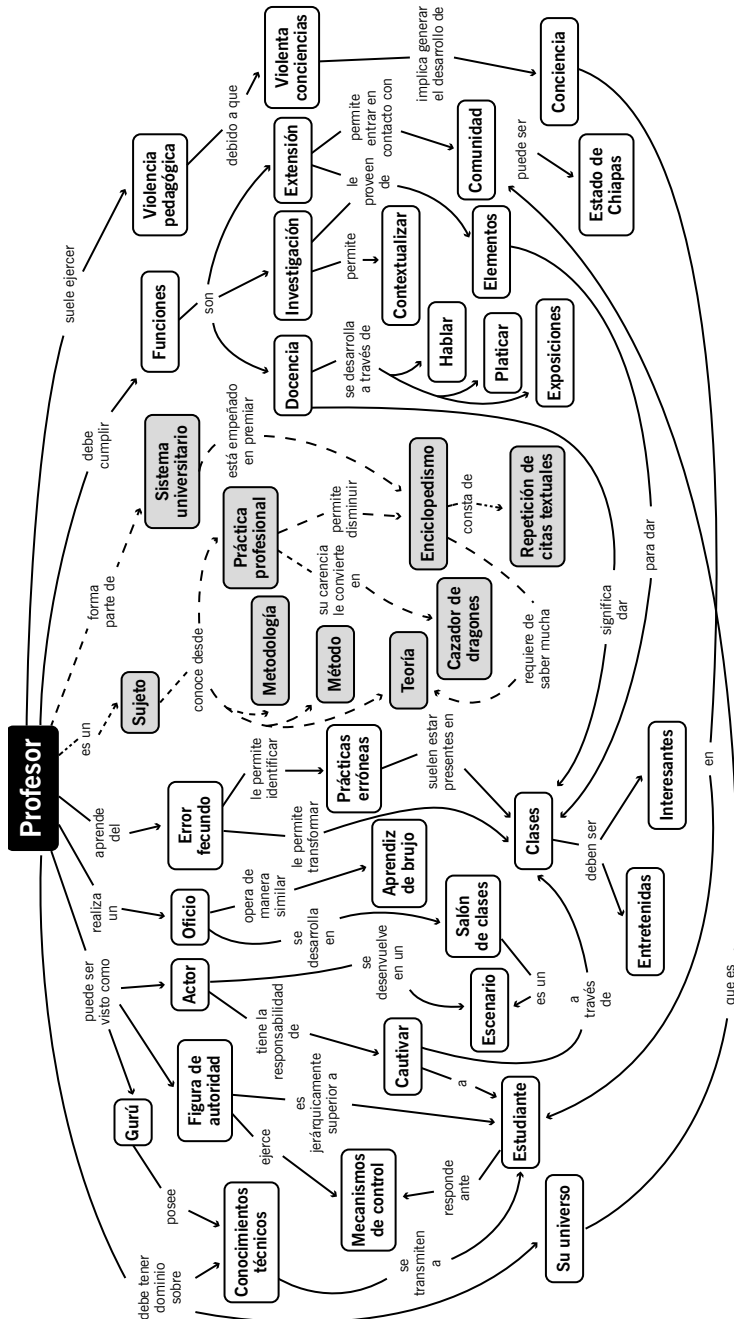 Profesor
debe tener
dominio
sobre
puede ser
visto como
realiza
un
aprende
del
es un
forma
parte de
debe
cumplir
suele ejercer
Gurú
Figura de
autoridad
Actor
Oficio
Error
fecundo
Sujeto
Sistema
universitario
Funciones
Violencia
pedagógica
posee
ejerce
es
jerárquicamente
superior a
tiene la
responsabilidad
de
se
desenvuelve
en un
se
desarrolla
en
opera de
manera
similar
le permite
transformar
le permite
identificar
conoce desde
está empeñado
en premiar
son
debido a que
Conocimientos
técnicos
Metodología
Práctica
profesional
Docencia
Investigación
Extensión
Violenta
conciencias
Mecanismos
de control
Cautivar
Aprendiz
de brujo
Prácticas
erróneas
Método
su carencia
le convierte
en
permite
disminuir
se desarrolla
a través de
permite
le
proveen
de
permite
entrar en
contacto con
implica generar
el desarrollo de
se
transmiten
a
responde
ante
a
Escenario
Salón
de clases
es un
suelen estar
presentes en
Teoría
Cazador de
dragones
Enciclopedismo
Contextualizar
Hablar
Platicar
Exposiciones
Elementos
Comunidad
Conciencia
Estudiante
Clases
requiere de
saber mucha
consta de
Repetición de
citas textuales
puede ser
Estado de
Chiapas
Su universo
a
través
de
deben ser
significa
dar
para dar
Entretenidas
Interesantes
en
que es